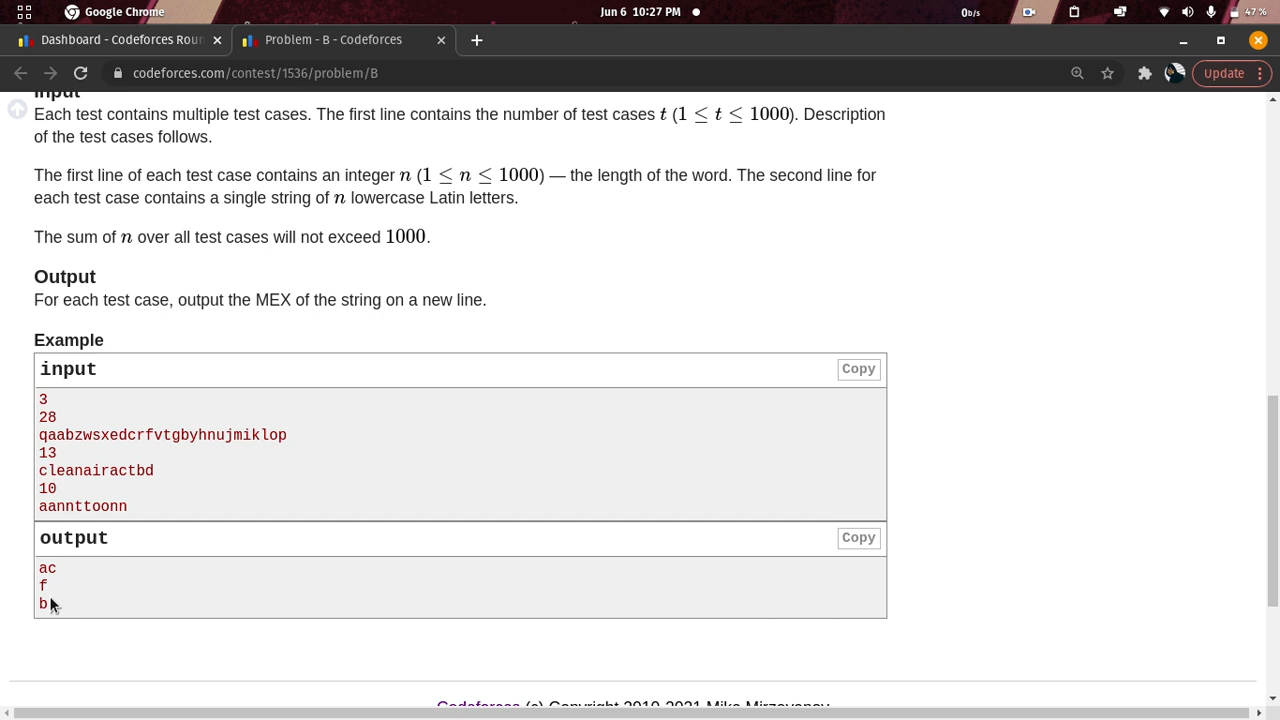 Google Chrome
Jun 6 10:27 PM
0b/s
47 %
Dashboard - Codeforces Roun
Problem - B - Codeforces
codeforces.com/contest/1536/problem/B
Update
Input
Each test contains multiple test cases. The first line contains the number of test cases t (1 ≤ t ≤ 1000). Description
of the test cases follows.
The first line of each test case contains an integer n (1 ≤ n ≤ 1000) — the length of the word. The second line for
each test case contains a single string of n lowercase Latin letters.
The sum of n over all test cases will not exceed 1000.
Output
For each test case, output the MEX of the string on a new line.
Example
input
Copy
3
28
qaabzwsxedcrfvtgbyhnujmiklop
13
cleanairactbd
10
aannttoonn
output
Copy
ac
f
b
Codeforces (c) Copyright 2010-2021 Mike Mirzayanov